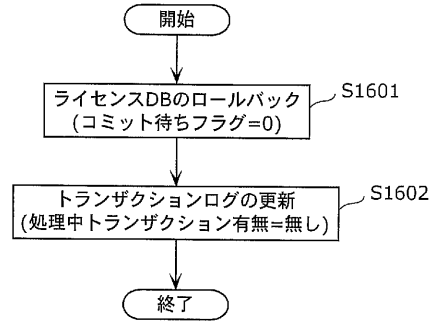 開始
ライセンスDBのロールバック
(コミット待ちフラグ=0)
S1601
トランザクションログの更新
(処理中トランザクション有無=無し)
S1602
終了